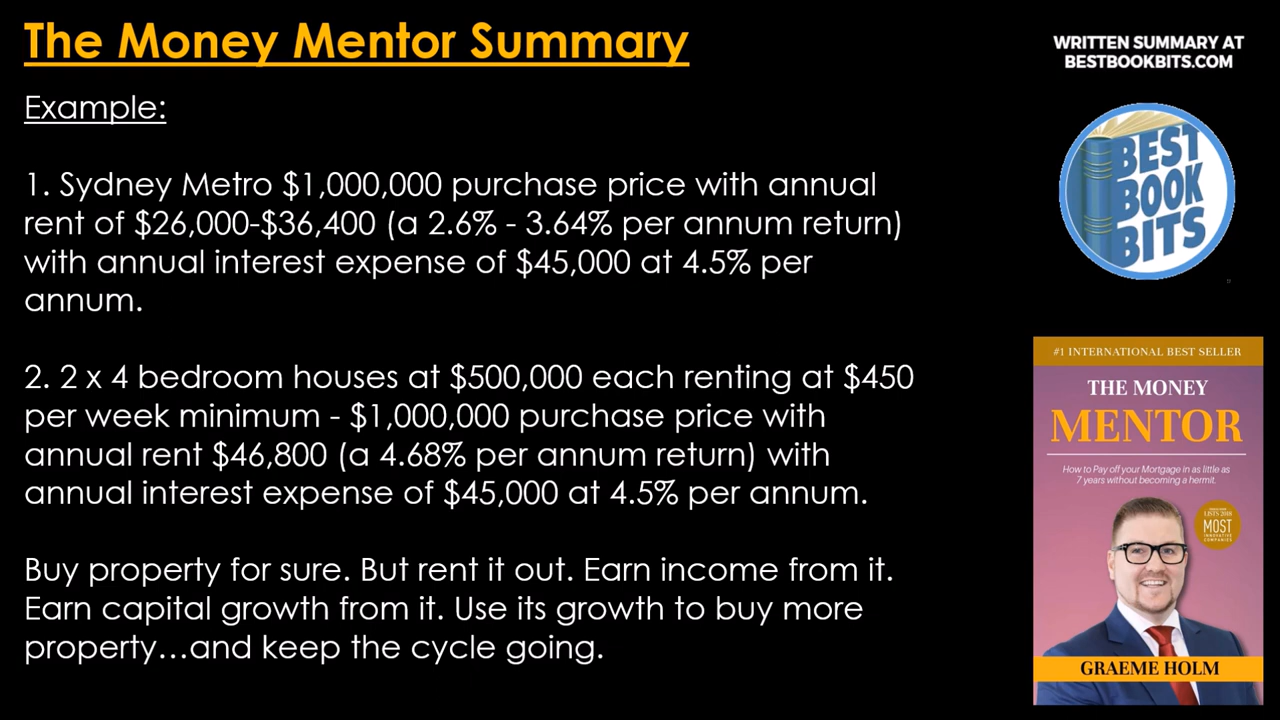 The Money Mentor Summary
WRITTEN SUMMARY AT
BESTBOOKBITS.COM
Example:
1. Sydney Metro $1,000,000 purchase price with annual
rent of $26,000-$36,400 (a 2.6% - 3.64% per annum return)
with annual interest expense of $45,000 at 4.5% per
annum.
2. 2 x 4 bedroom houses at $500,000 each renting at $450
per week minimum - $1,000,000 purchase price with
annual rent $46,800 (a 4.68% per annum return) with
annual interest expense of $45,000 at 4.5% per annum.
Buy property for sure. But rent it out. Earn income from it.
Earn capital growth from it. Use its growth to buy more
property...and keep the cycle going.
BEST
BOOK
BITS
#1 INTERNATIONAL BEST SELLER
THE MONEY
MENTOR
How to Pay off your Mortgage in as little as
7 years without becoming a hermit.
LISTS 2018
MOST
INNOVATIVE
COMPANIES
GRAEME HOLM